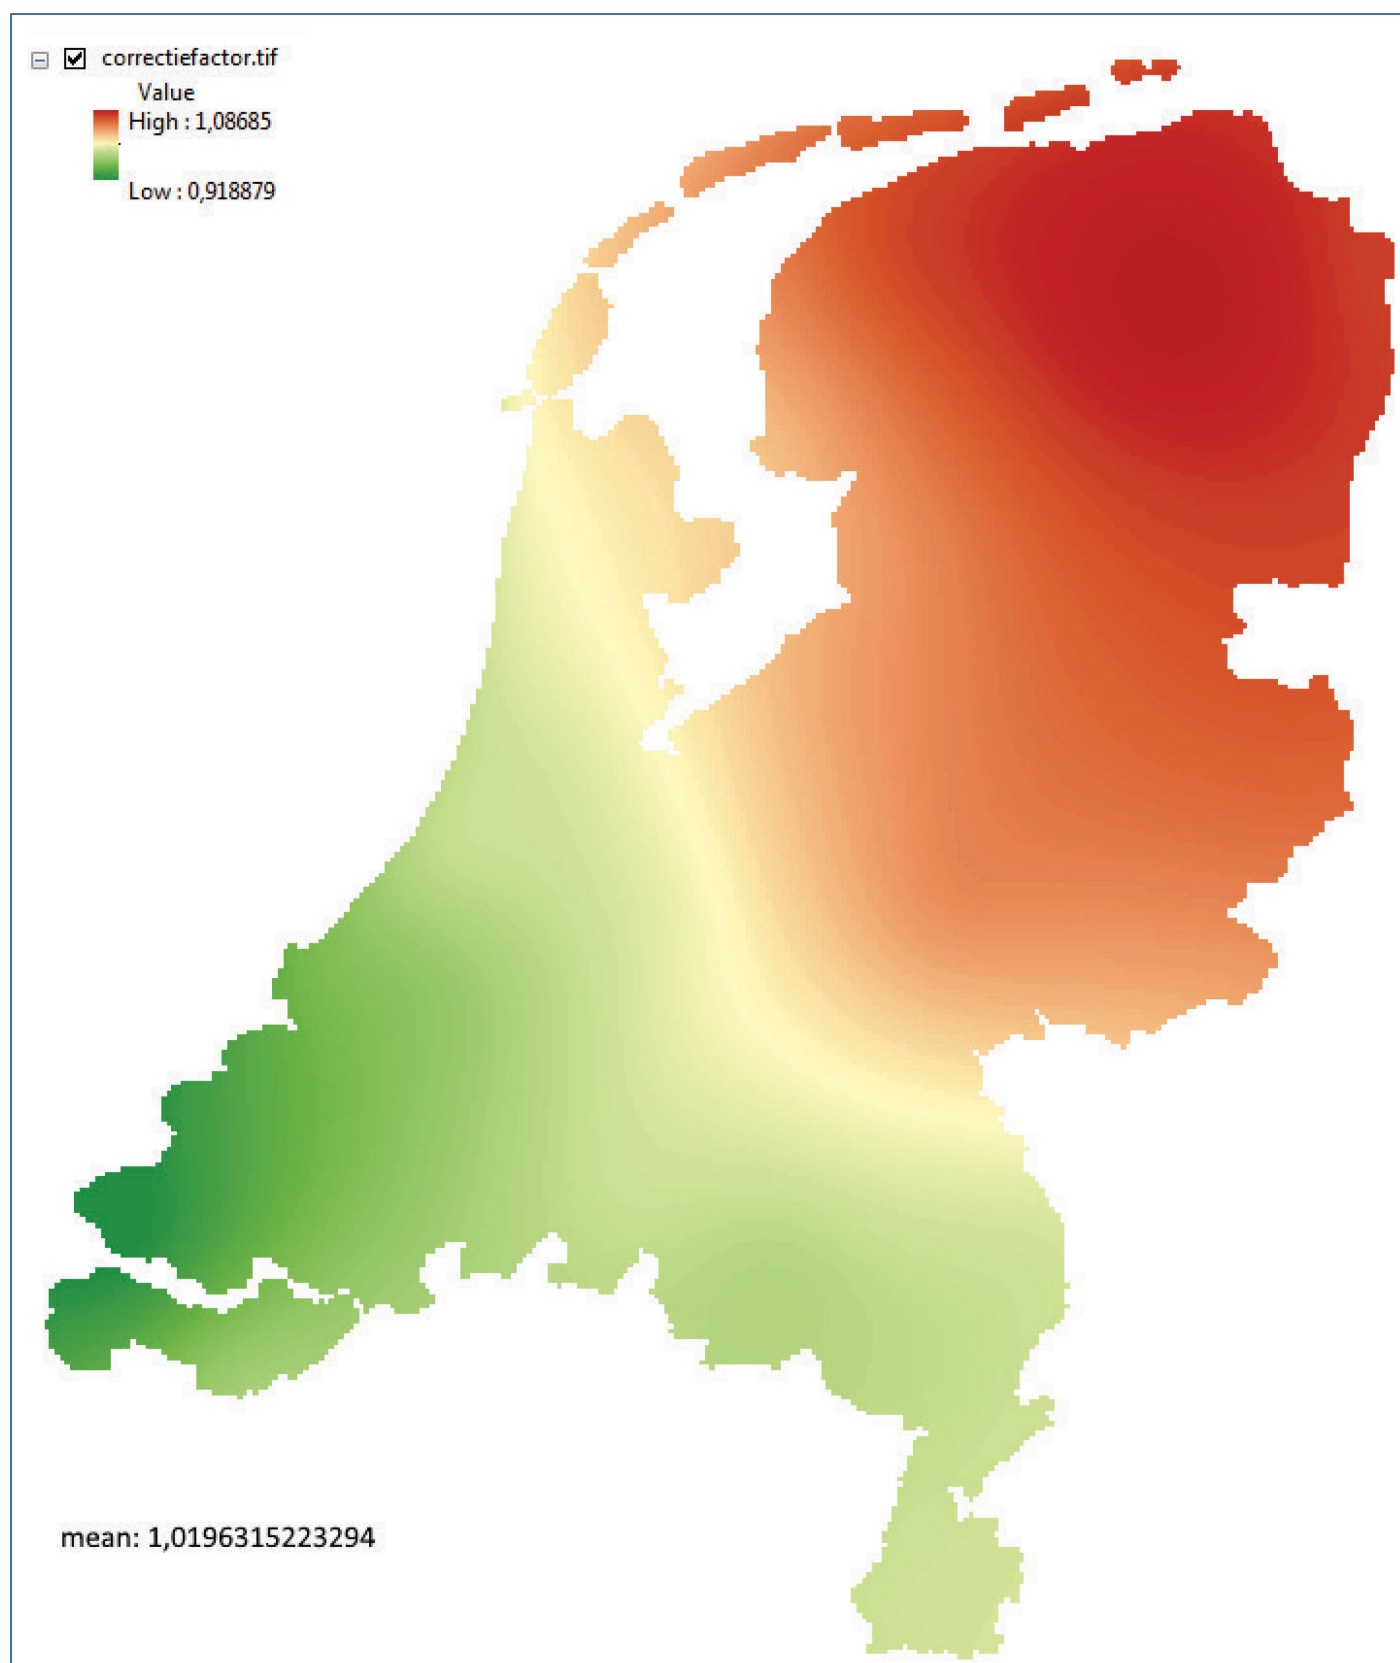 correctiefactor.tif
Value
High : 1,08685
Low : 0,918879
mean: 1,0196315223294